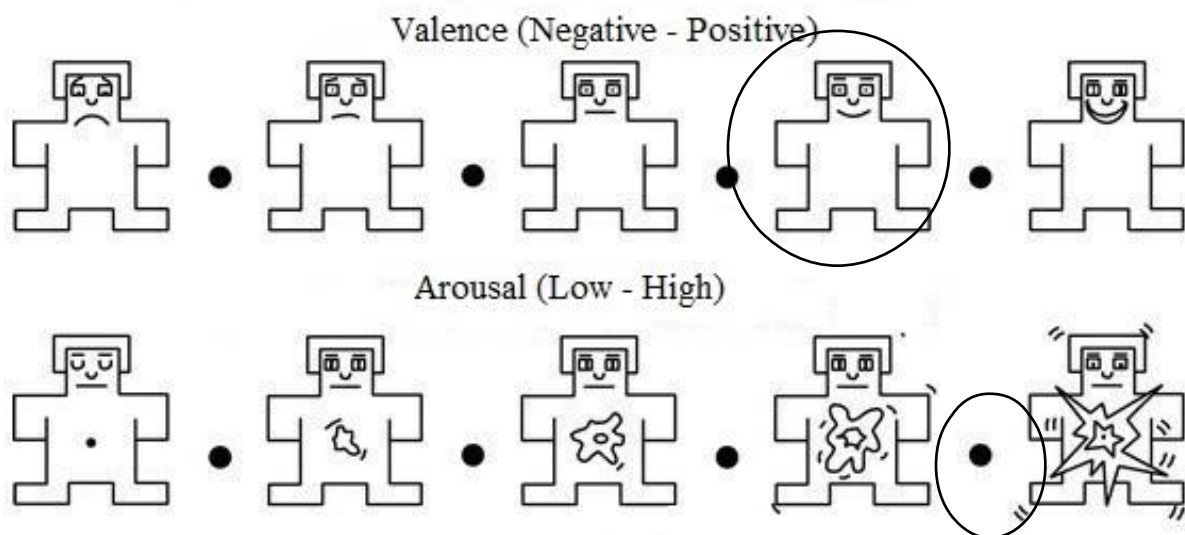 Valence (Negative - Positive)
Arousal (Low - High)